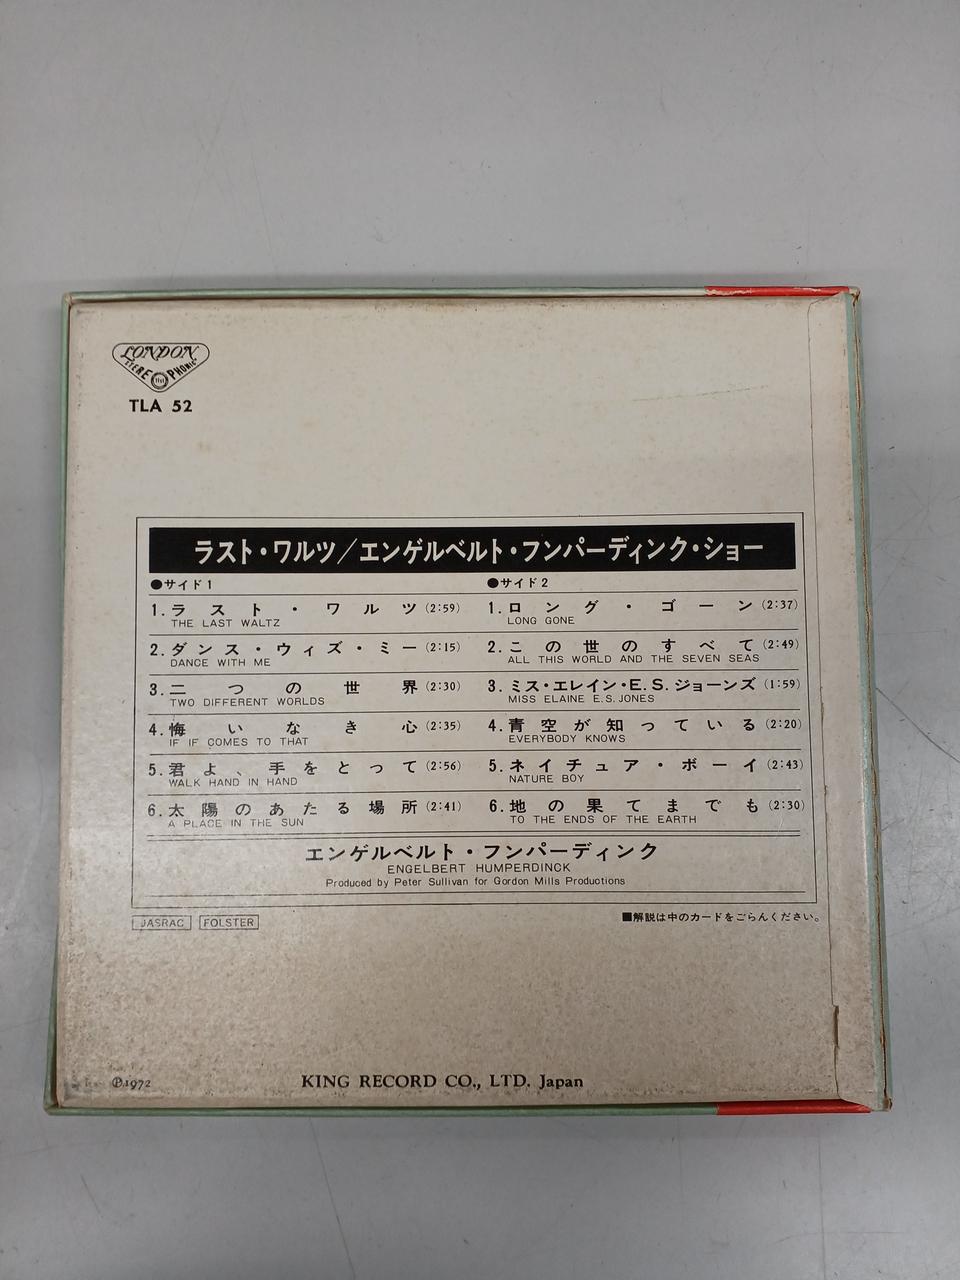 LONDON
STEREOPHONIC
TLA 52
ラスト・ワルツ/エンゲルベルト・フンパーディンク・ショー
●サイド1
1.ラスト・ワルツ(2:59)
THE LAST WALTZ
2.ダンス・ウィズ・ミー(2:15)
DANCE WITH ME
3.二つの世界(2:30)
TWO DIFFERENT WORLDS
4.悔いなき心(2:35)
IF IF COMES TO THAT
5.君よ、手をとって(2:56)
WALK HAND IN HAND
6.太陽のあたる場所(2:41)
A PLACE IN THE SUN
●サイド2
1.ロング・ゴーン(2:37)
LONG GONE
2.この世のすべて(2:49)
ALL THIS WORLD AND THE SEVEN SEAS
3.ミス・エレイン・E.S.ジョーンズ(1:59)
MISS ELAINE E.S.JONES
4.青空が知っている(2:20)
EVERYBODY KNOWS
5.ネイチュア・ボーイ(2:43)
NATURE BOY
6.地の果てまでも(2:30)
TO THE ENDS OF THE EARTH
エンゲルベルト・フンパーディンク
ENGELBERT HUMPERDINCK
Produced by Peter Sullivan for Gordon Mills Productions
JASRAC FOLSTER
■解説は中のカードをごらんください。
Ⓟ1972
KING RECORD CO., LTD. Japan